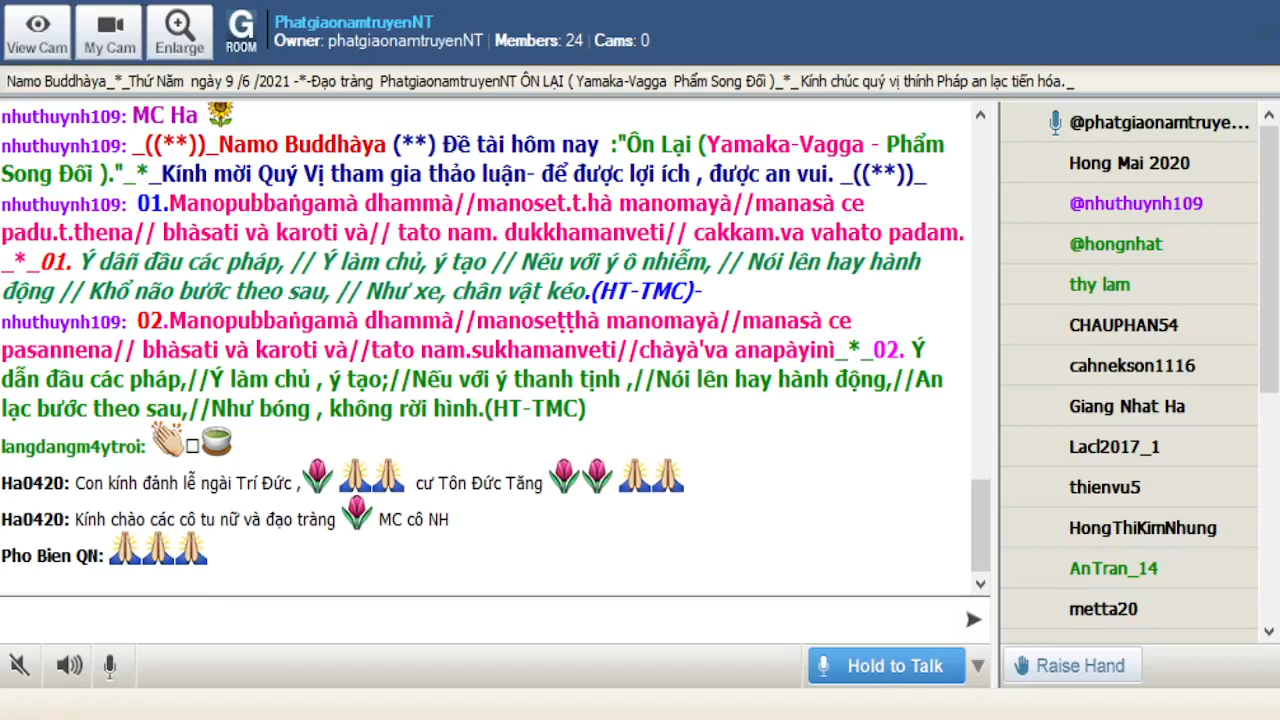 View Cam
My Cam
Enlarge
G
ROOM
PhatgiaonamtruyenNT
Owner: phatgiaonamtruyenNT | Members: 24 | Cams: 0
Namo Buddhàya_*_Thứ Năm ngày 9 /6 /2021 -*-Đạo tràng PhatgiaonamtruyenNT ÔN LẠI ( Yamaka-Vagga Phẩm Song Đối )_*_ Kính chúc quý vị thính Pháp an lạc tiến hóa._
nhuthuynh109: MC Ha
nhuthuynh109: _((**))_Namo Buddhàya (**) Đề tài hôm nay :"Ôn Lại (Yamaka-Vagga - Phẩm
Song Đối )."_*_Kính mời Quý Vị tham gia thảo luận- để được lợi ích , được an vui. _((**))_
nhuthuynh109: 01.Manopubbaṅgamà dhammà//manoset.t.hà manomayà//manasà ce
padu.t.thena// bhàsati và karoti và// tato nam. dukkhamanveti// cakkam.va vahato padam.
_*_01. Ý dẫn đầu các pháp, // Ý làm chủ, ý tạo // Nếu với ý ô nhiễm, // Nói lên hay hành
động // Khổ não bước theo sau, // Như xe, chân vật kéo.(HT-TMC)-
nhuthuynh109: 02.Manopubbaṅgamà dhammà//manoseṭṭhà manomayà//manasà ce
pasannena// bhàsati và karoti và//tato nam.sukhamanveti//chàyà'va anapàyinì_*_02. Ý
dẫn đầu các pháp,//Ý làm chủ , ý tạo;//Nếu với ý thanh tịnh ,//Nói lên hay hành động,//An
lạc bước theo sau,//Như bóng , không rời hình.(HT-TMC)
langdangm4ytroi:
Ha0420: Con kính đảnh lễ ngài Trí Đức , cư Tôn Đức Tăng
Ha0420: Kính chào các cô tu nữ và đạo tràng MC cô NH
Pho Bien QN:
Hold to Talk
@phatgiaonamtruye...
Hong Mai 2020
@nhuthuynh109
@hongnhat
thy lam
CHAUPHAN54
cahnekson1116
Giang Nhat Ha
Lacl2017_1
thienvu5
HongThiKimNhung
AnTran_14
metta20
Raise Hand